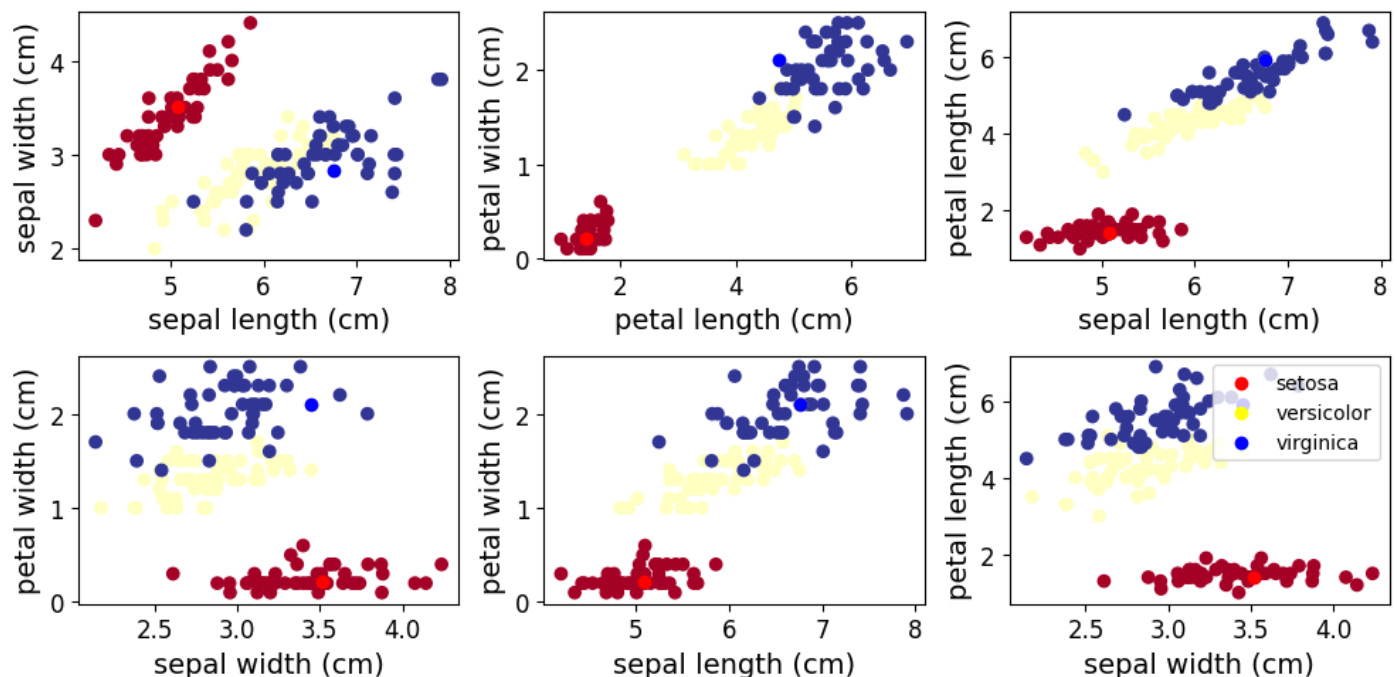 sepal width (cm)
4
3
2
5
6
7
8
sepal length (cm)
petal width (cm)
2
1
0
2
4
6
petal length (cm)
petal length (cm)
6
4
2
5
6
7
8
sepal length (cm)
petal width (cm)
2
1
0
2.5
3.0
3.5
4.0
sepal width (cm)
petal width (cm)
2
1
0
5
6
7
8
sepal length (cm)
petal length (cm)
6
4
2
2.5
3.0
3.5
4.0
sepal width (cm)
setosa
versicolor
virginica